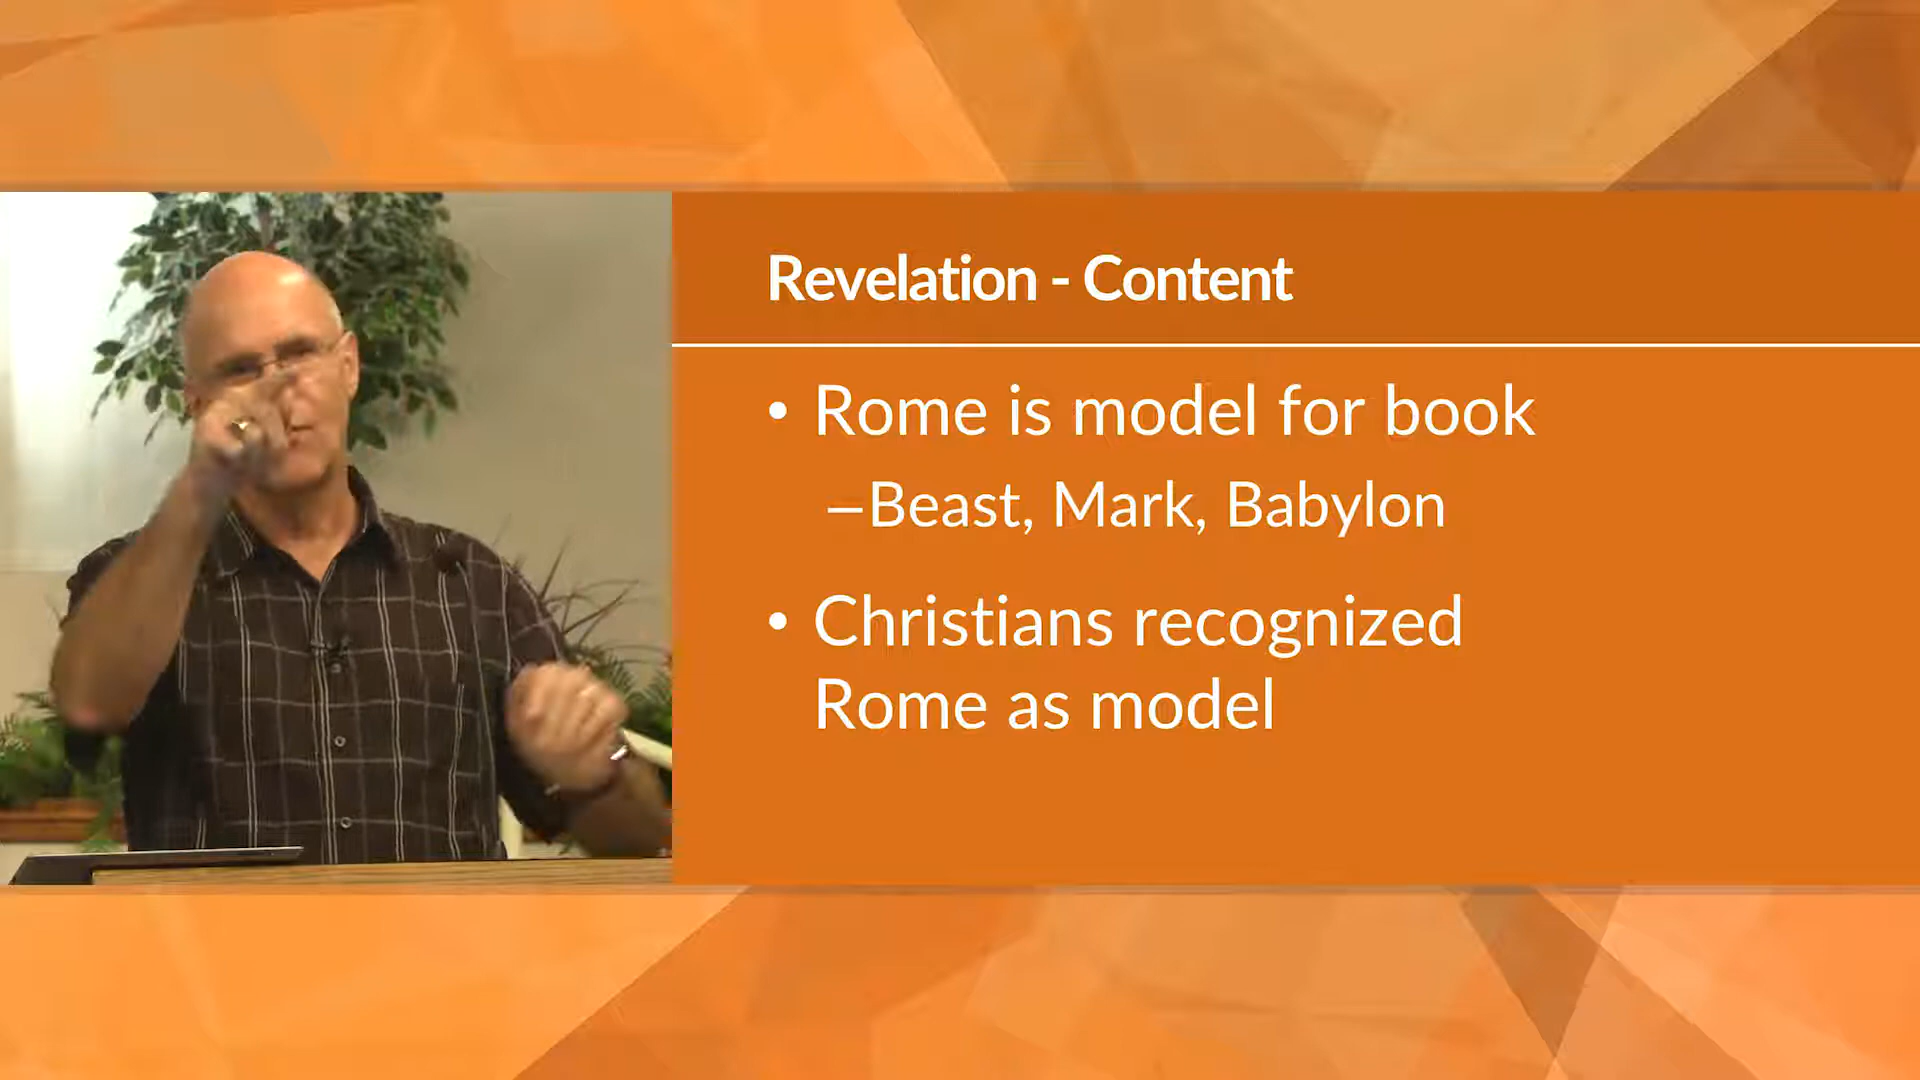 Revelation - Content
• Rome is model for book
–Beast, Mark, Babylon
• Christians recognized
Rome as model